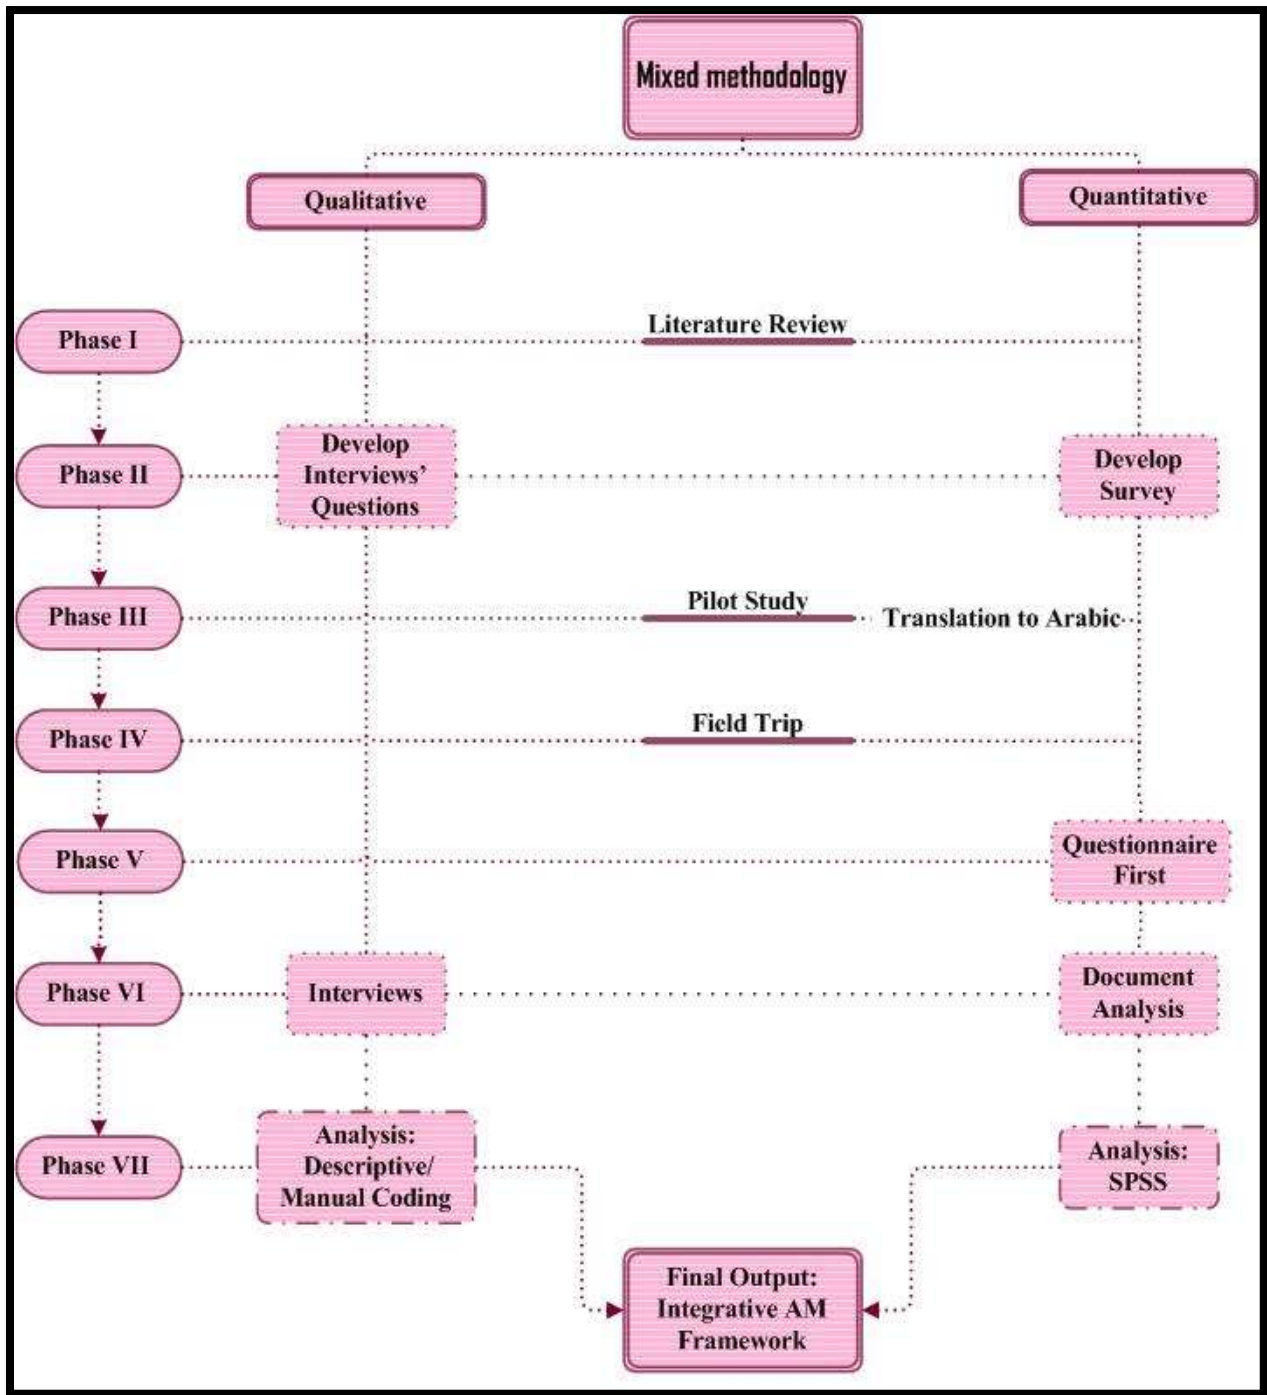 Mixed methodology
Qualitative
Quantitative
Phase I
Literature Review
Phase II
Develop
Interviews’
Questions
Develop
Survey
Phase III
Pilot Study
Translation to Arabic
Phase IV
Field Trip
Phase V
Questionnaire
First
Phase VI
Interviews
Document
Analysis
Phase VII
Analysis:
Descriptive/
Manual Coding
Analysis:
SPSS
Final Output:
Integrative AM
Framework